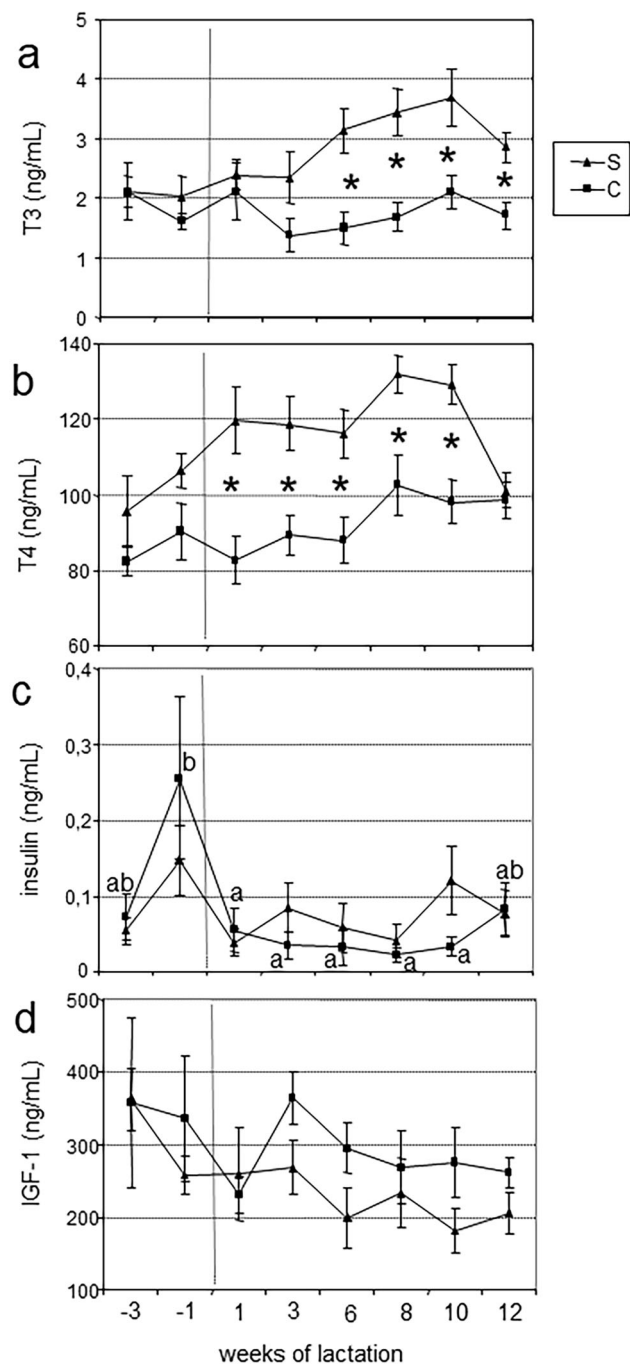 a
T3 (ng/mL)
5
4
3
2
1
0
* * * *
S
C
b
T4 (ng/mL)
140
120
100
80
60
* * * * *
c
insulin (ng/mL)
0,4
0,3
0,2
0,1
0
ab b a a a a a ab
d
IGF-1 (ng/mL)
500
400
300
200
100
-3 -1 1 3 6 8 10 12
weeks of lactation